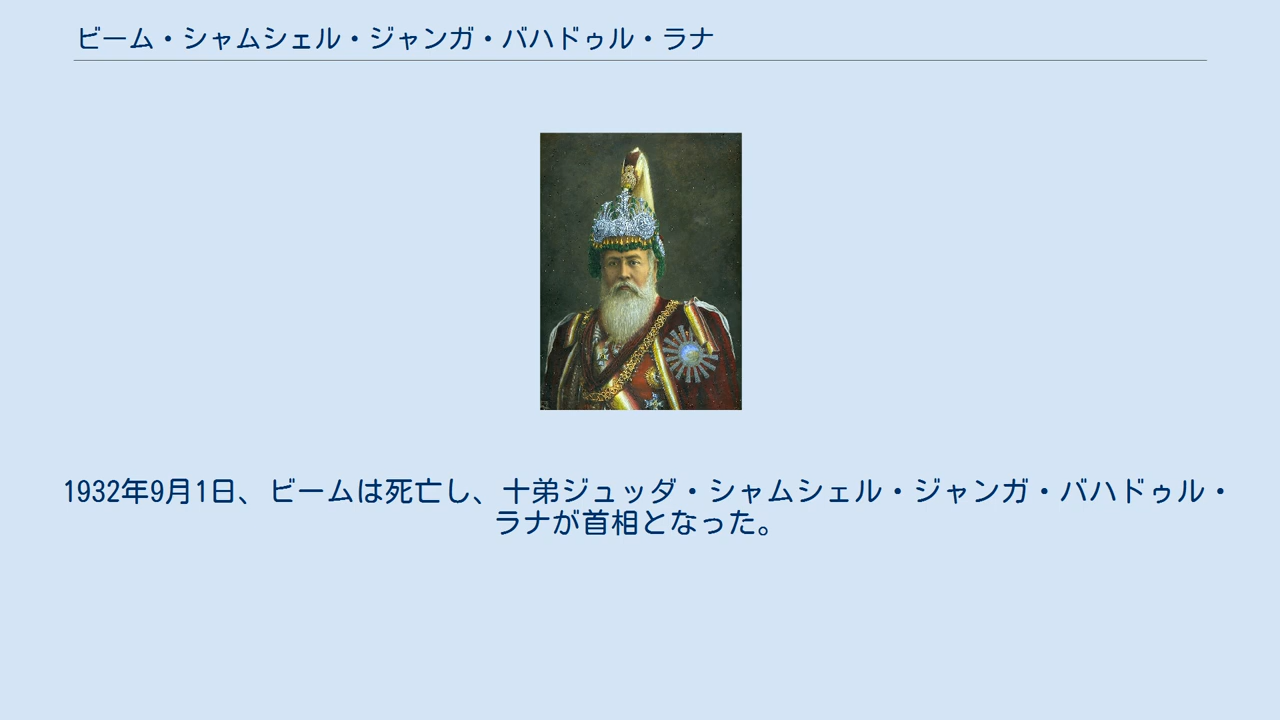 ビーム・シャムシェル・ジャンガ・バハドゥル・ラナ
1932年9月1日、ビームは死亡し、十弟ジュッダ・シャムシェル・ジャンガ・バハドゥル・
ラナが首相となった。